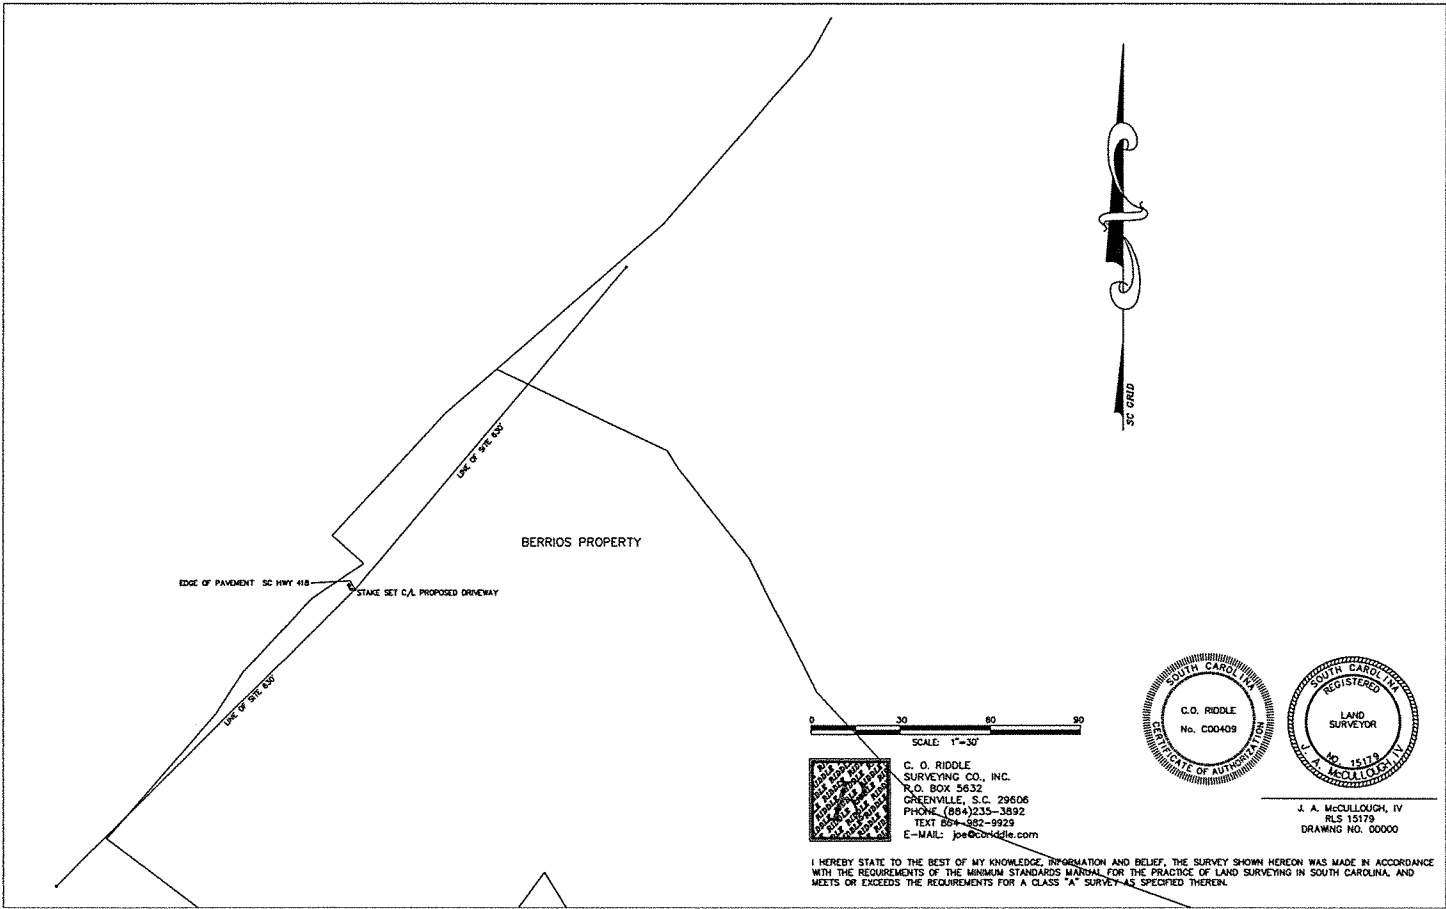 SC GRID
LINE OF SITE 630'
BERRIOS PROPERTY
EDGE OF PAVEMENT SC HWY 418
STAKE SET C/L PROPOSED DRIVEWAY
LINE OF SITE 630'
0 30 60 90
SCALE: 1"=30'
RIDDLE
C. O. RIDDLE
SURVEYING CO., INC.
P.O. BOX 5632
GREENVILLE, S.C. 29606
PHONE (864)235-3892
TEXT 864-982-9929
E-MAIL: joe@coriddle.com
SOUTH CAROLINA
C.O. RIDDLE
No. C00409
CERTIFICATE OF AUTHORIZATION
SOUTH CAROLINA
REGISTERED
LAND
SURVEYOR
NO. 15179
J. A. McCULLOUGH, IV
J. A. McCULLOUGH, IV
RLS 15179
DRAWING NO. 00000
I HEREBY STATE TO THE BEST OF MY KNOWLEDGE, INFORMATION AND BELIEF, THE SURVEY SHOWN HEREON WAS MADE IN ACCORDANCE
WITH THE REQUIREMENTS OF THE MINIMUM STANDARDS MANUAL FOR THE PRACTICE OF LAND SURVEYING IN SOUTH CAROLINA, AND
MEETS OR EXCEEDS THE REQUIREMENTS FOR A CLASS "A" SURVEY AS SPECIFIED THEREIN.